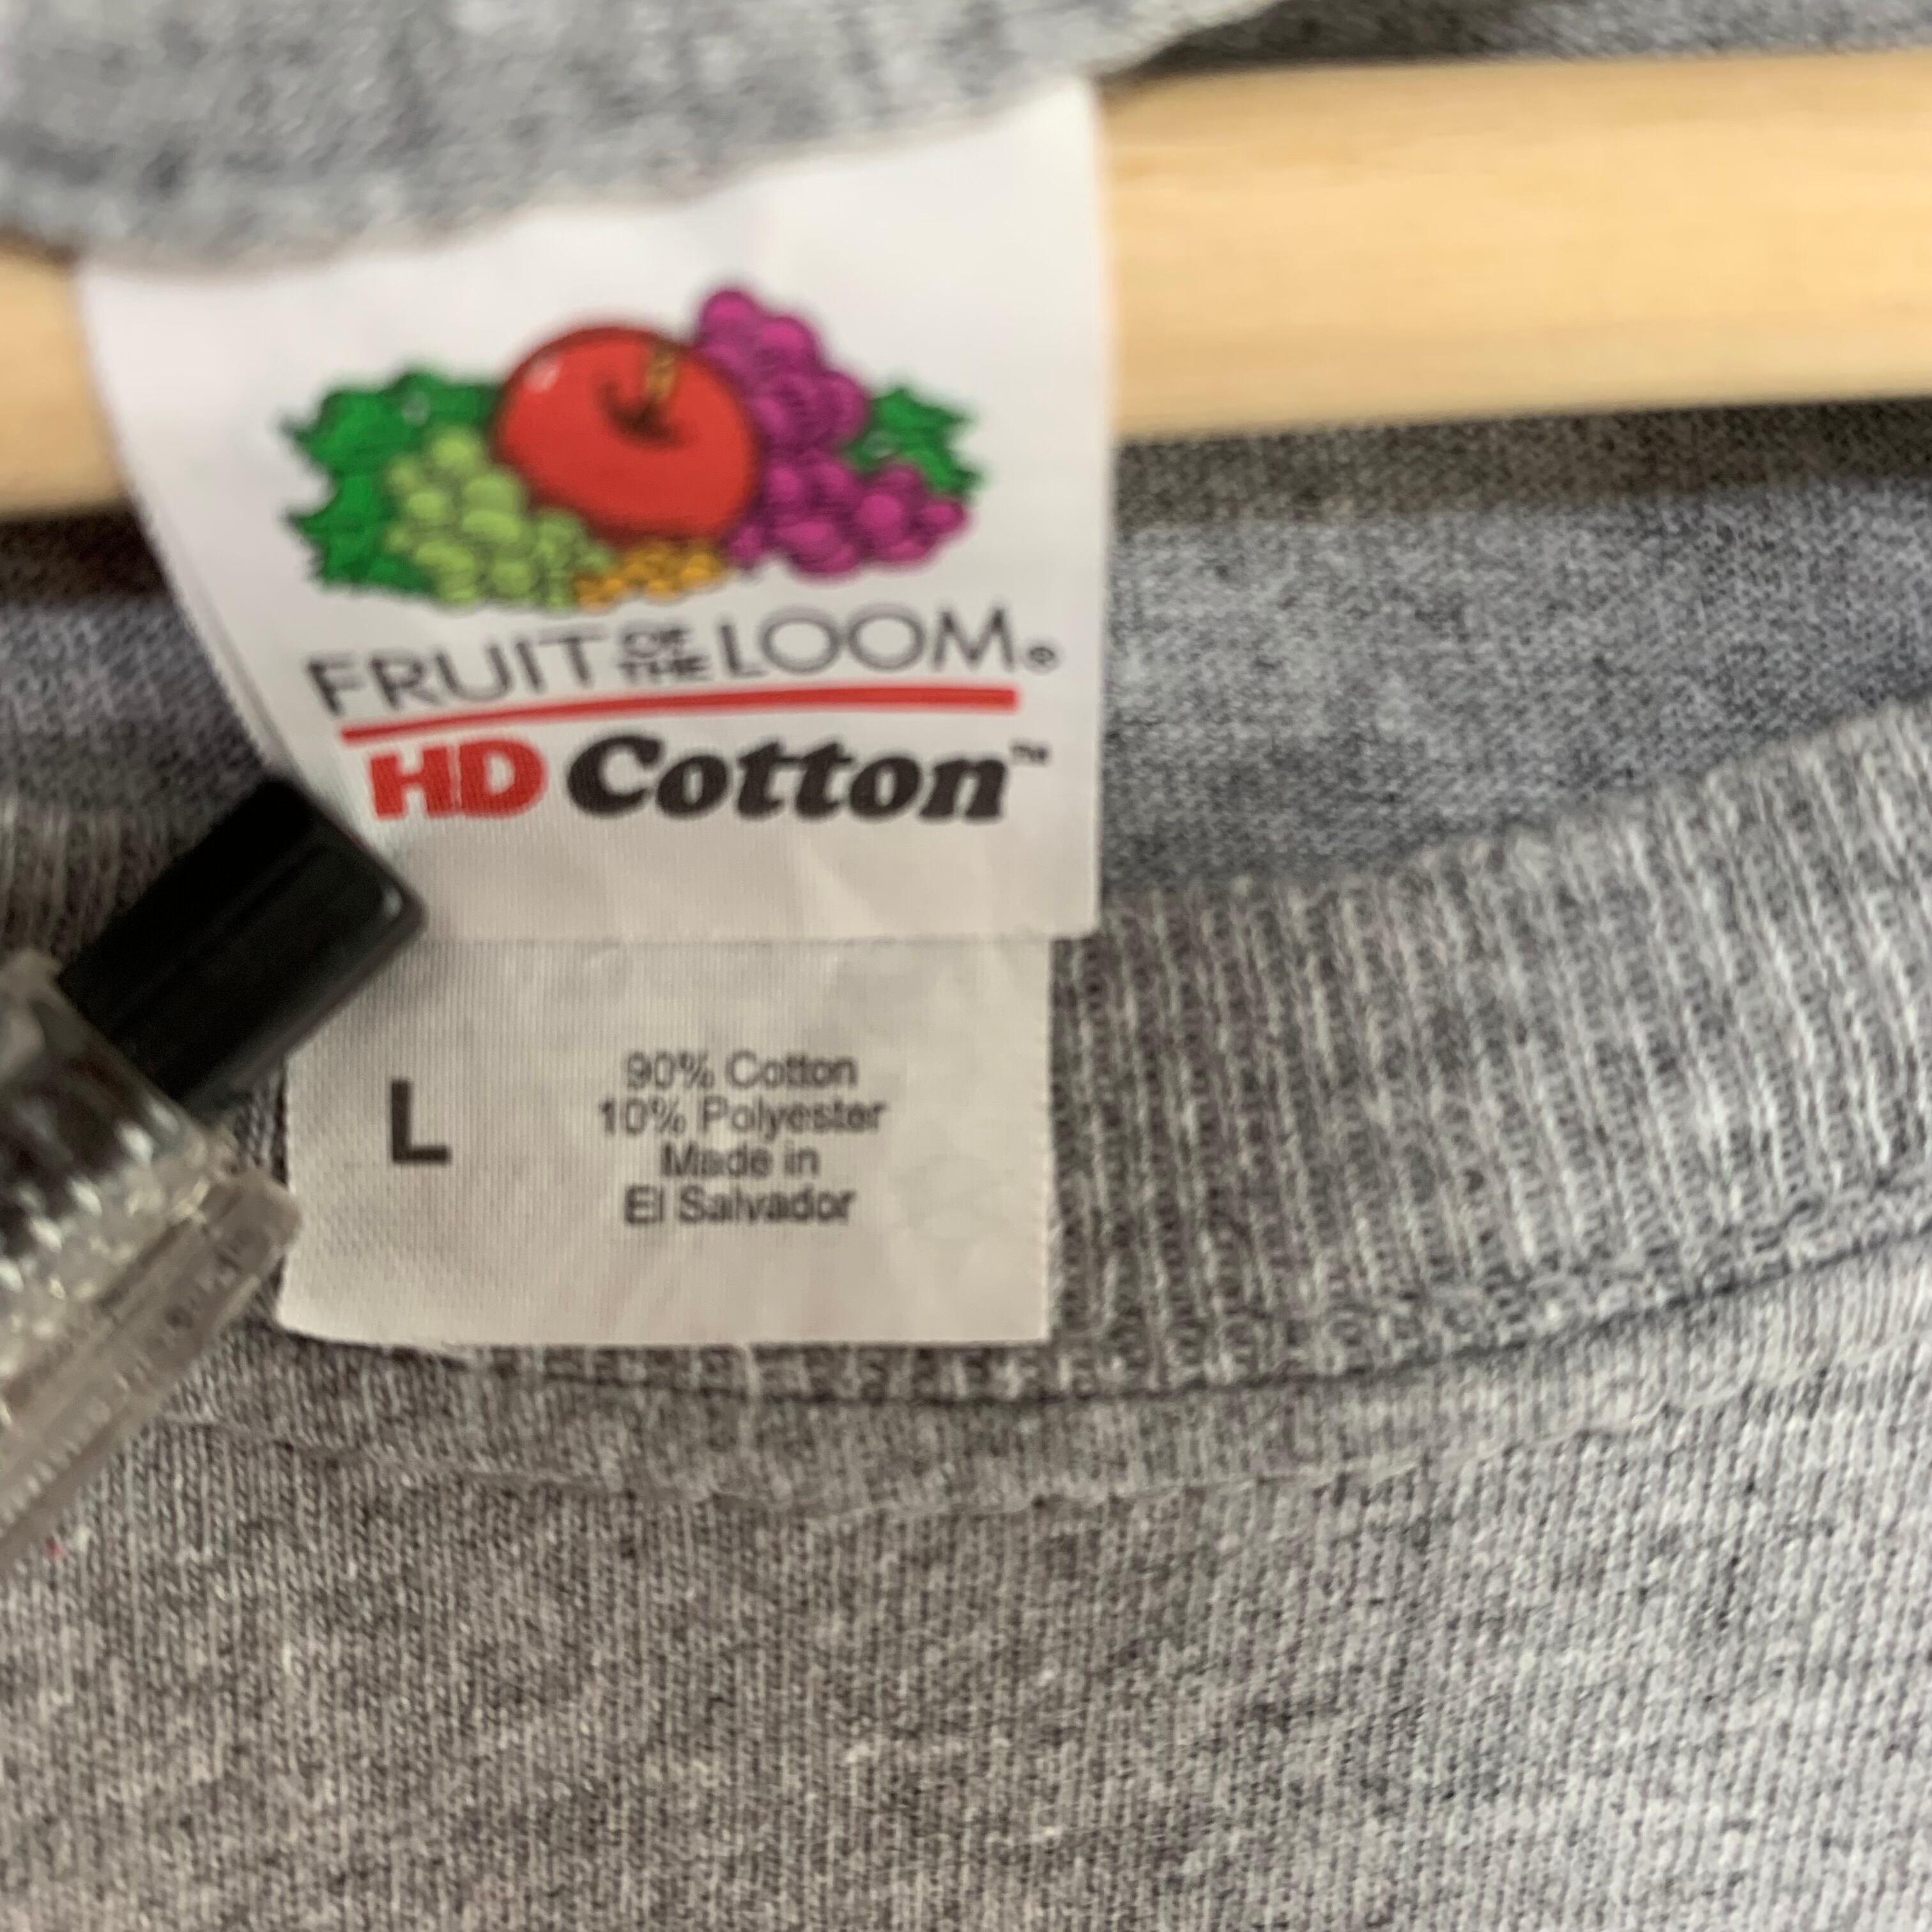 FRUIT OF THE LOOM®
HD Cotton™
L
90% Cotton
10% Polyester
Made in
El Salvador